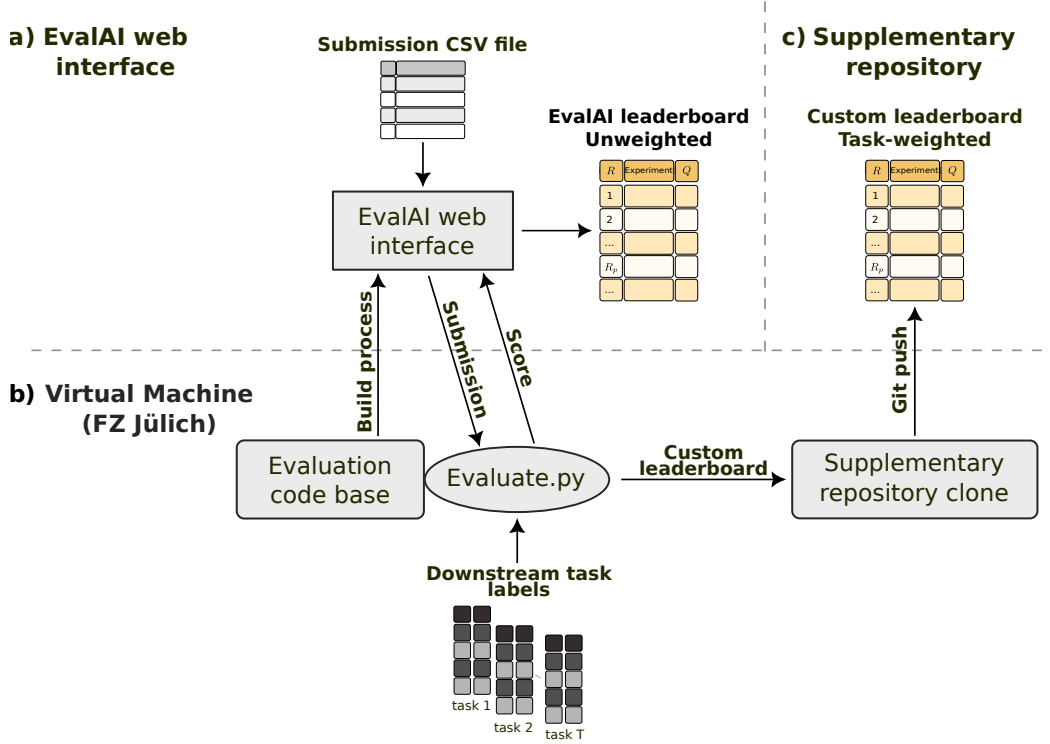 a) EvalAI web
interface
Submission CSV file
EvalAI leaderboard
Unweighted
R Experiment Q
1
2
...
Rp
...
c) Supplementary
repository
Custom leaderboard
Task-weighted
R Experiment Q
1
2
...
Rp
...
EvalAI web
interface
Build process
Submission
Score
Git push
b) Virtual Machine
(FZ Jülich)
Evaluation
code base
Evaluate.py
Custom
leaderboard
Supplementary
repository clone
Downstream task
labels
task 1
task 2
task T